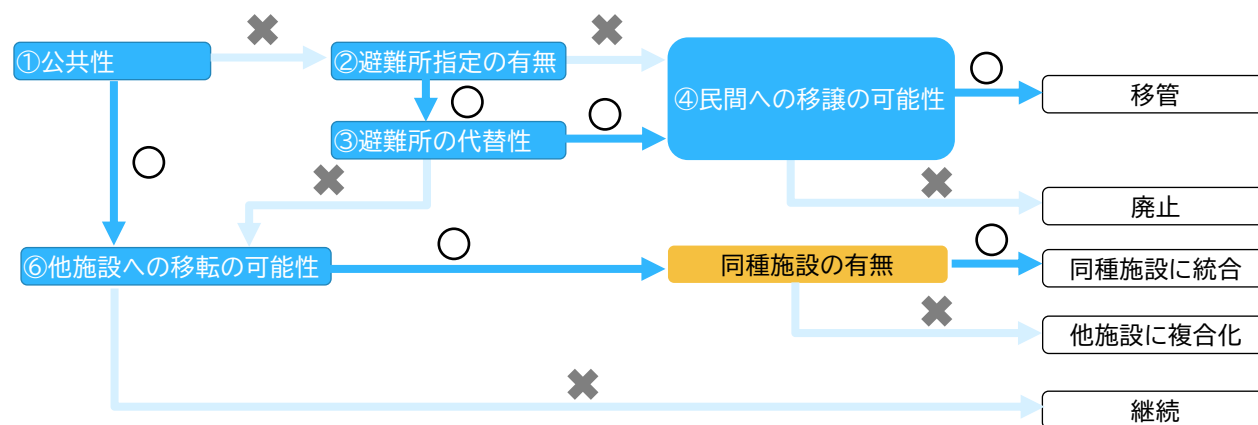 ①公共性
②避難所指定の有無
③避難所の代替性
④民間への移譲の可能性
移管
廃止
⑥他施設への移転の可能性
同種施設の有無
同種施設に統合
他施設に複合化
継続